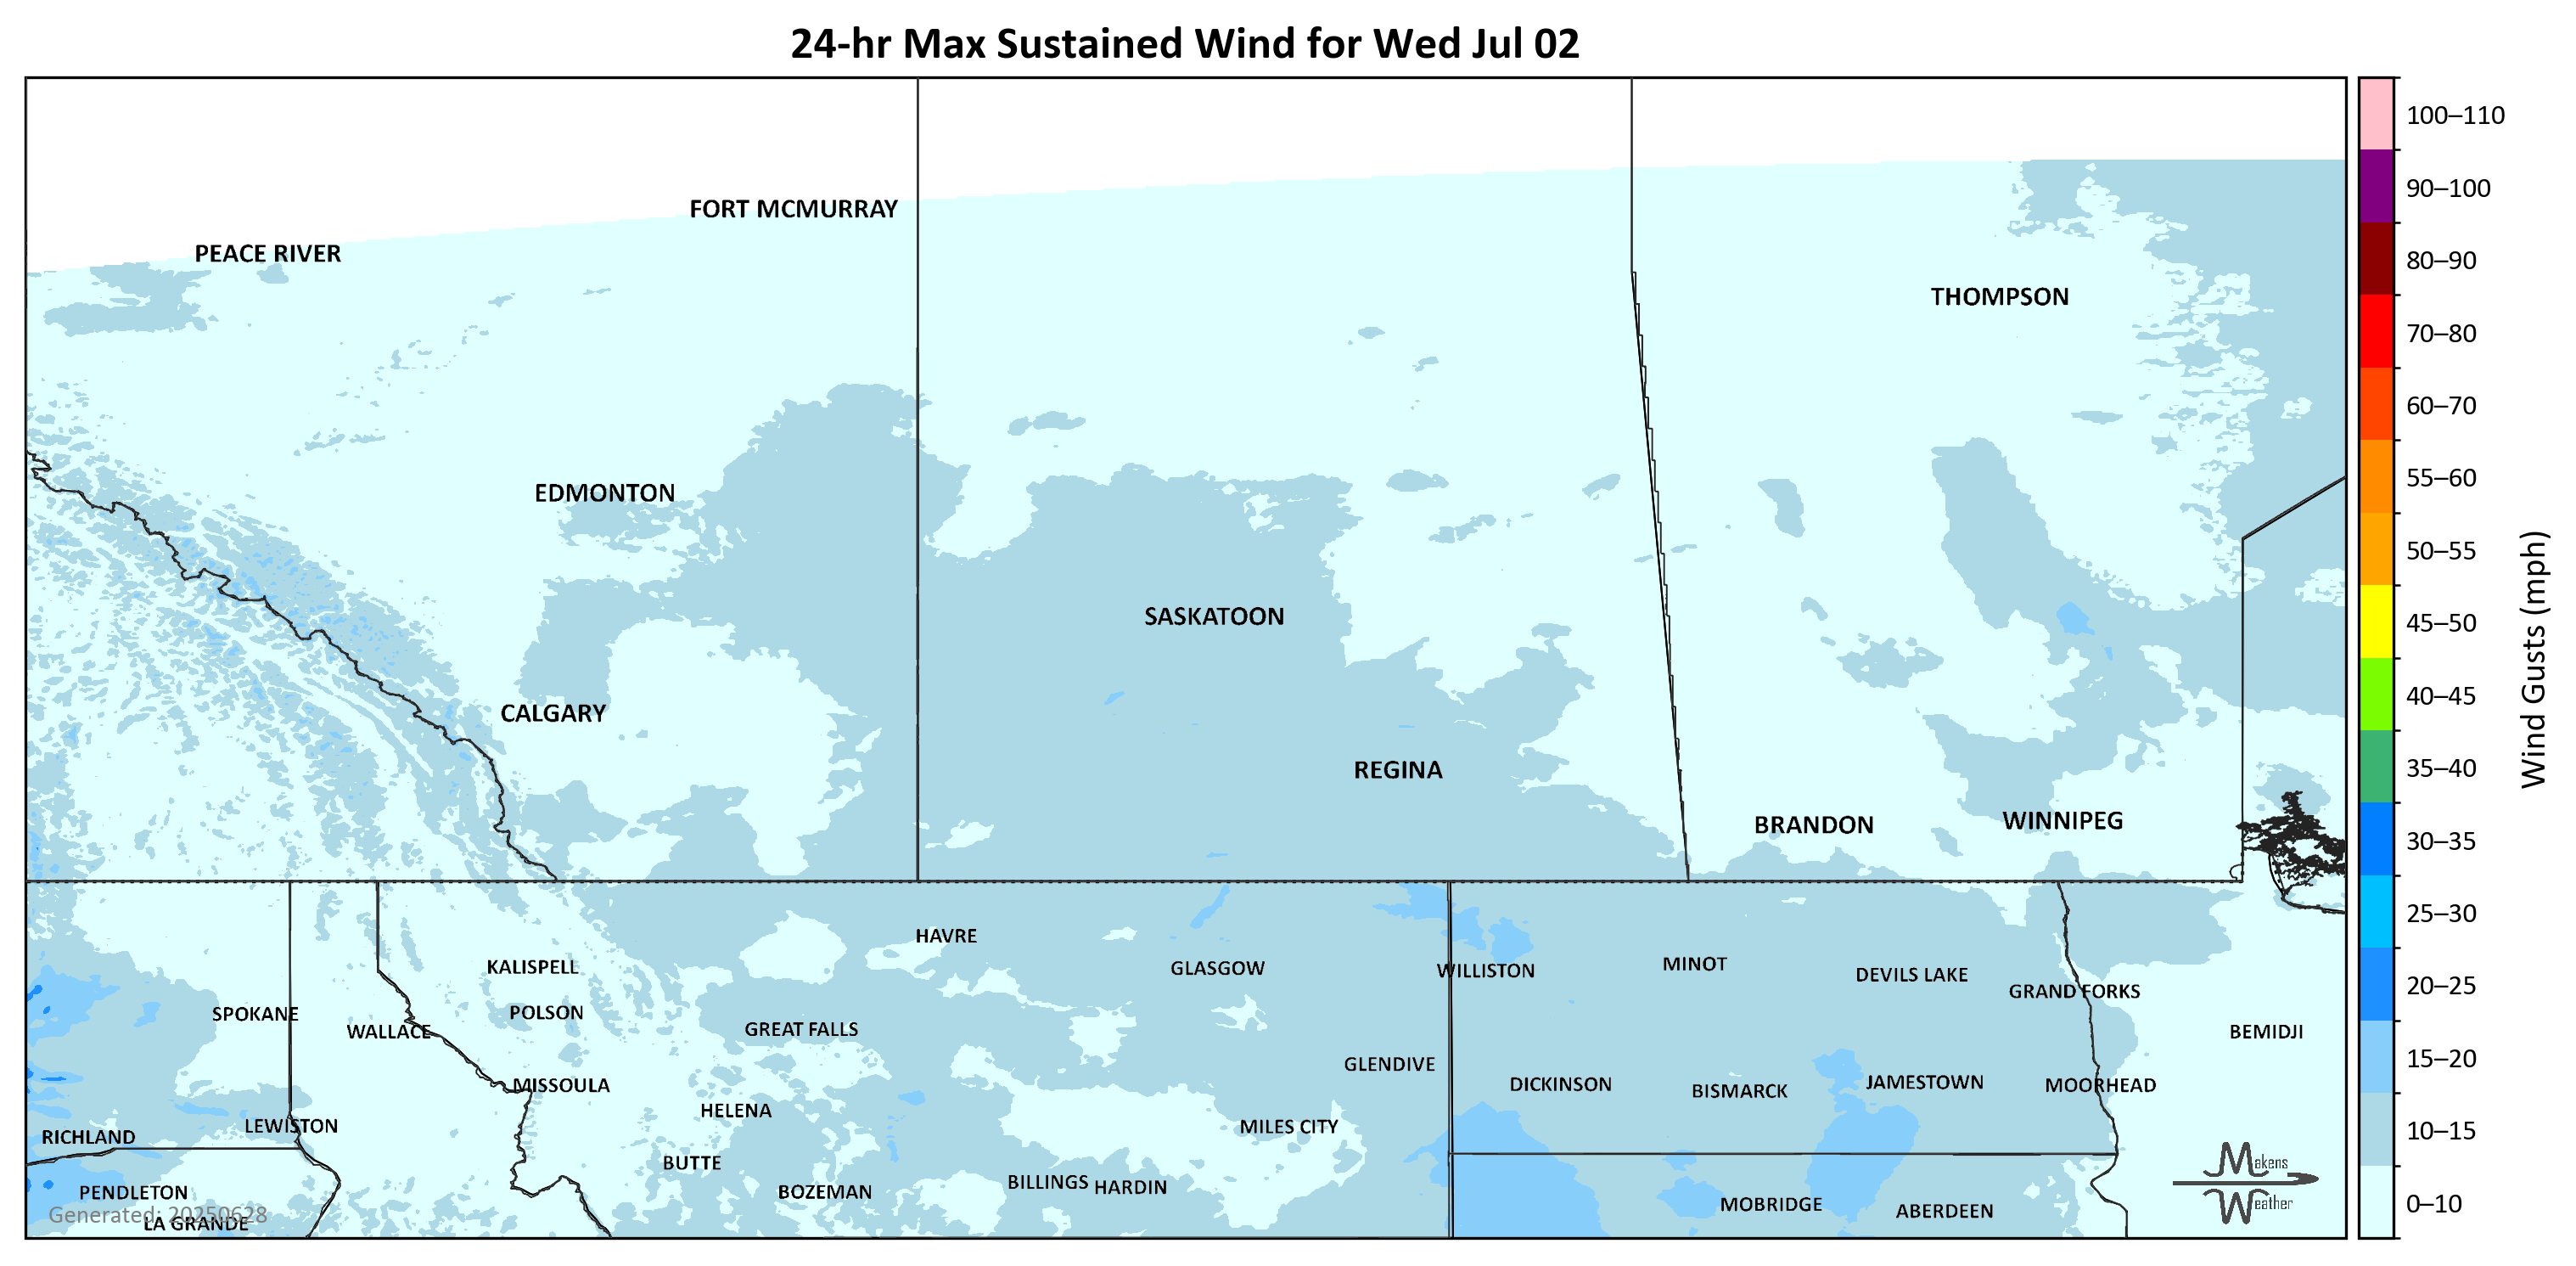 24-hr Max Sustained Wind for Wed Jul 02
FORT MCMURRAY
PEACE RIVER
THOMPSON
EDMONTON
SASKATOON
CALGARY
REGINA
BRANDON
WINNIPEG
HAVRE
KALISPELL
GLASGOW
WILLISTON
MINOT
DEVILS LAKE
GRAND FORKS
SPOKANE
POLSON
WALLACE
GREAT FALLS
BEMIDJI
GLENDIVE
MISSOULA
DICKINSON
BISMARCK
JAMESTOWN
MOORHEAD
HELENA
LEWISTON
MILES CITY
RICHLAND
BUTTE
BILLINGS
HARDIN
PENDLETON
BOZEMAN
MOBRIDGE
ABERDEEN
LA GRANDE
Generated: 20250628
Makens
Weather
100–110
90–100
80–90
70–80
60–70
55–60
50–55
45–50
40–45
35–40
30–35
25–30
20–25
15–20
10–15
0–10
Wind Gusts (mph)